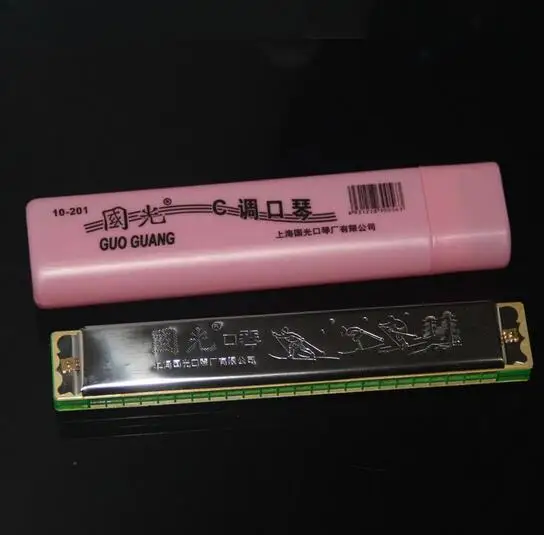 10-201
國光®
GUO GUANG
C调口琴
上海国光口琴厂有限公司
國光口琴
上海国光口琴厂有限公司